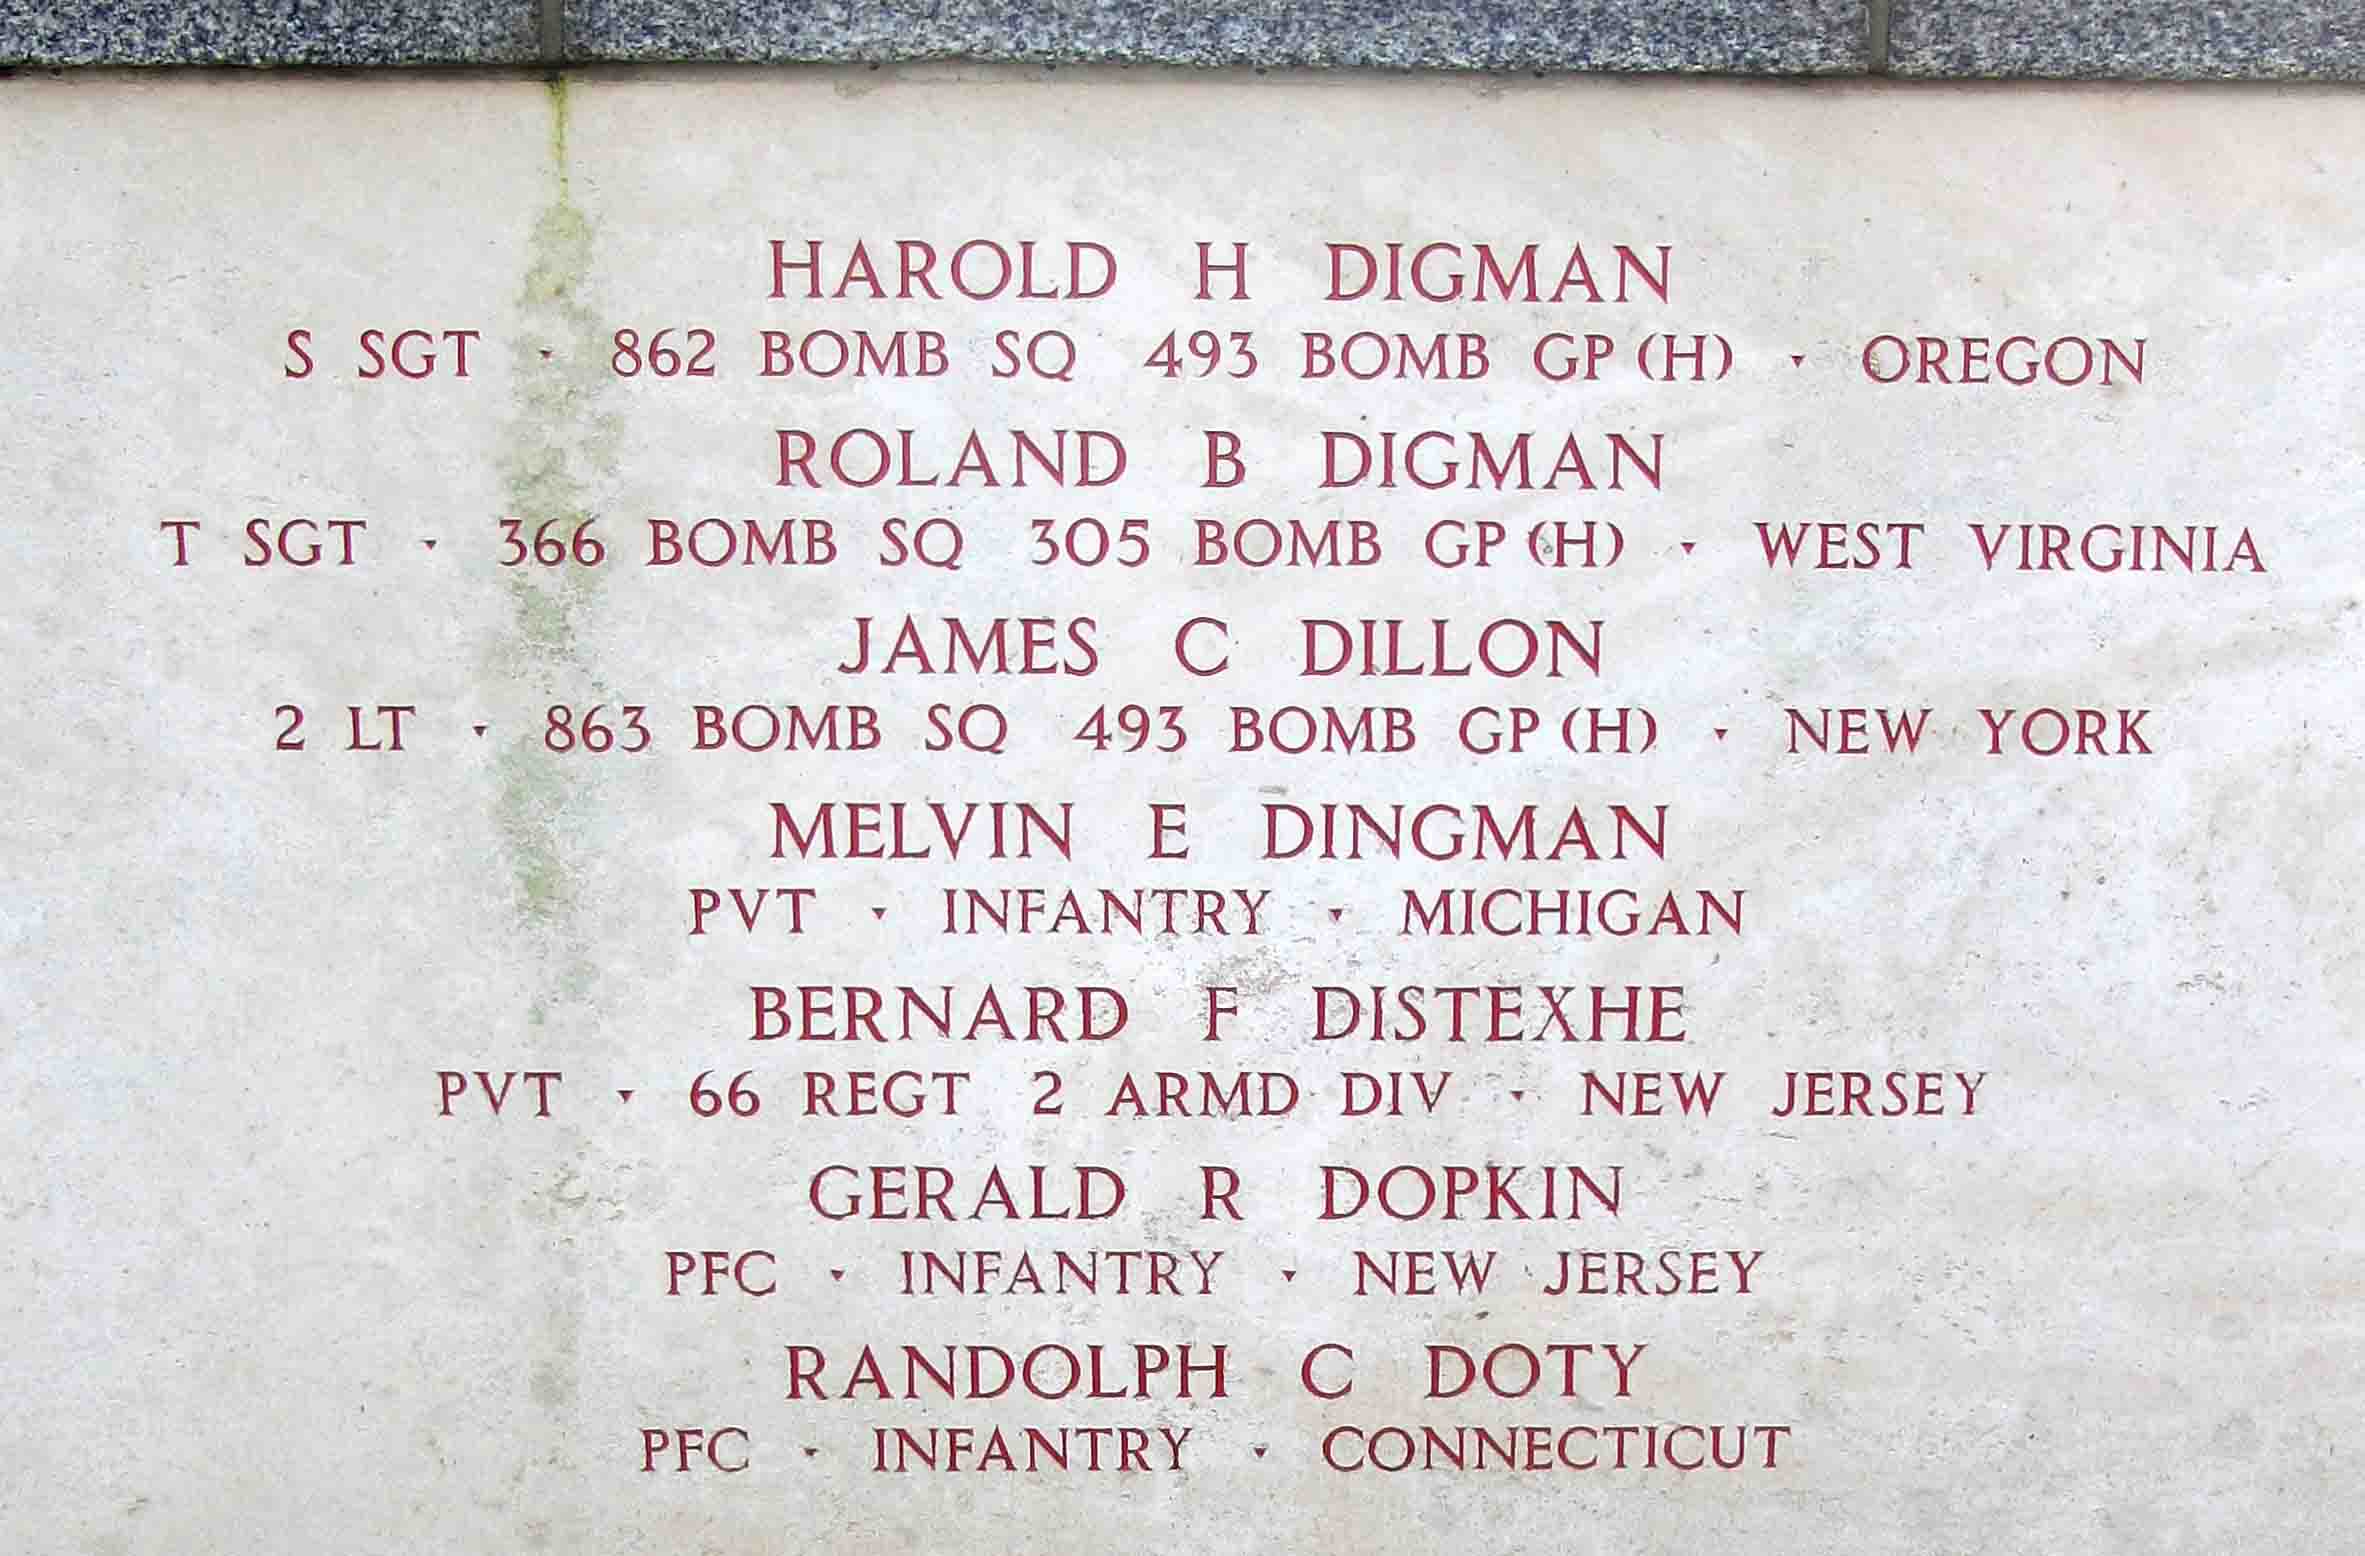 HAROLD H DIGMAN
S SGT · 862 BOMB SQ 493 BOMB GP (H) · OREGON
ROLAND B DIGMAN
T SGT · 366 BOMB SQ 305 BOMB GP (H) · WEST VIRGINIA
JAMES C DILLON
2 LT · 863 BOMB SQ 493 BOMB GP (H) · NEW YORK
MELVIN E DINGMAN
PVT · INFANTRY · MICHIGAN
BERNARD F DISTEXHE
PVT · 66 REGT 2 ARMD DIV · NEW JERSEY
GERALD R DOPKIN
PFC · INFANTRY · NEW JERSEY
RANDOLPH C DOTY
PFC · INFANTRY · CONNECTICUT